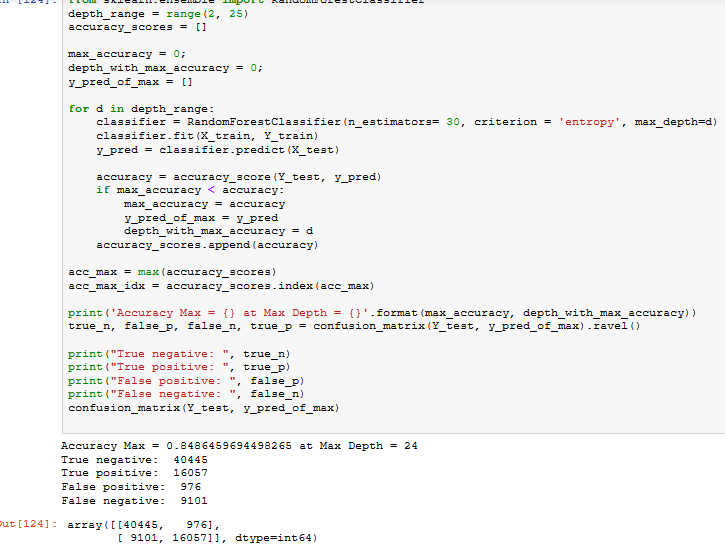 [124]: from sklearn.ensemble import RandomForestClassifier
depth_range = range(2, 25)
accuracy_scores = []
max_accuracy = 0;
depth_with_max_accuracy = 0;
y_pred_of_max = []
for d in depth_range:
classifier = RandomForestClassifier(n_estimators= 30, criterion = 'entropy', max_depth=d)
classifier.fit(X_train, Y_train)
y_pred = classifier.predict(X_test)
accuracy = accuracy_score(Y_test, y_pred)
if max_accuracy < accuracy:
max_accuracy = accuracy
y_pred_of_max = y_pred
depth_with_max_accuracy = d
accuracy_scores.append(accuracy)
acc_max = max(accuracy_scores)
acc_max_idx = accuracy_scores.index(acc_max)
print('Accuracy Max = {} at Max Depth = {}'.format(max_accuracy, depth_with_max_accuracy))
true_n, false_p, false_n, true_p = confusion_matrix(Y_test, y_pred_of_max).ravel()
print("True negative: ", true_n)
print("True positive: ", true_p)
print("False positive: ", false_p)
print("False negative: ", false_n)
confusion_matrix(Y_test, y_pred_of_max)
Accuracy Max = 0.8486459694498265 at Max Depth = 24
True negative:  40445
True positive:  16057
False positive:  976
False negative:  9101
Out[124]: array([[40445,   976],
[ 9101, 16057]], dtype=int64)